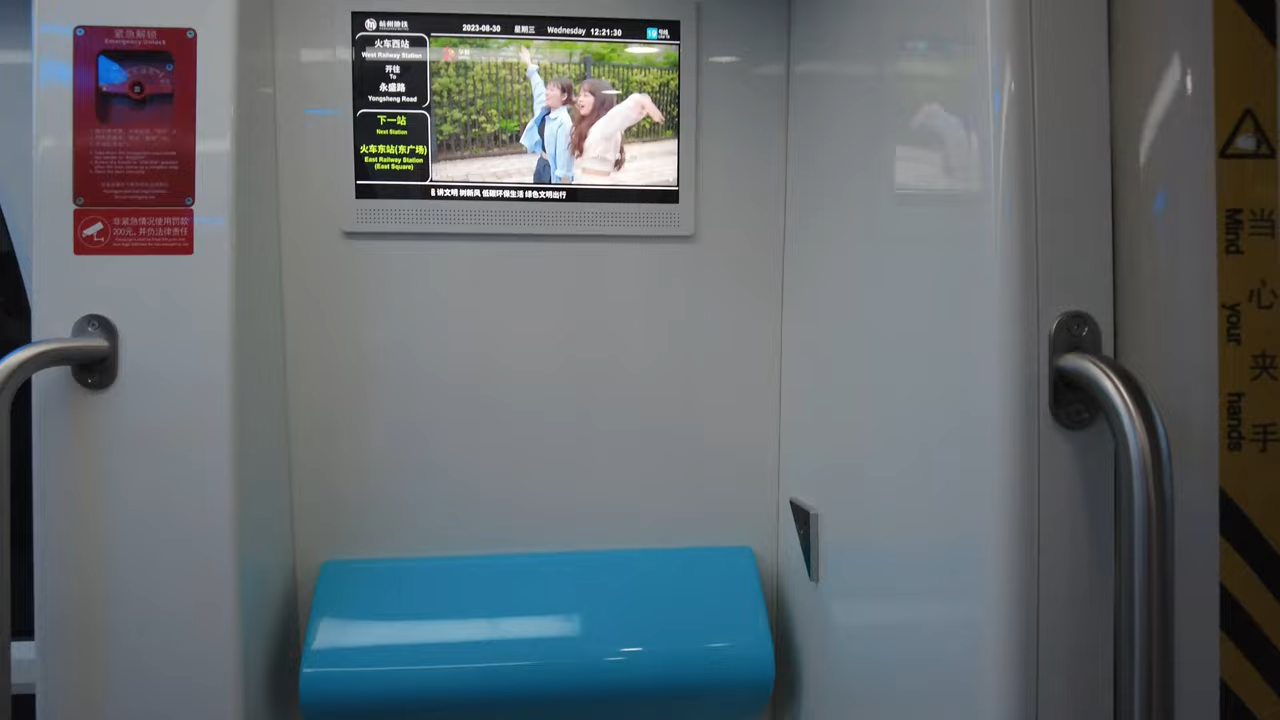 紧急解锁
Emergency Unlock
非紧急情况使用罚款
200元,并负法律责任
杭州地铁
2023-08-30 星期三 Wednesday 12:21:30
19号线
火车西站
West Railway Station
开往
To
永盛路
Yongsheng Road
下一站
Next Station
火车东站(东广场)
East Railway Station
(East Square)
讲文明 树新风 低碳环保生活 绿色文明出行
当心夹手
Mind your hands